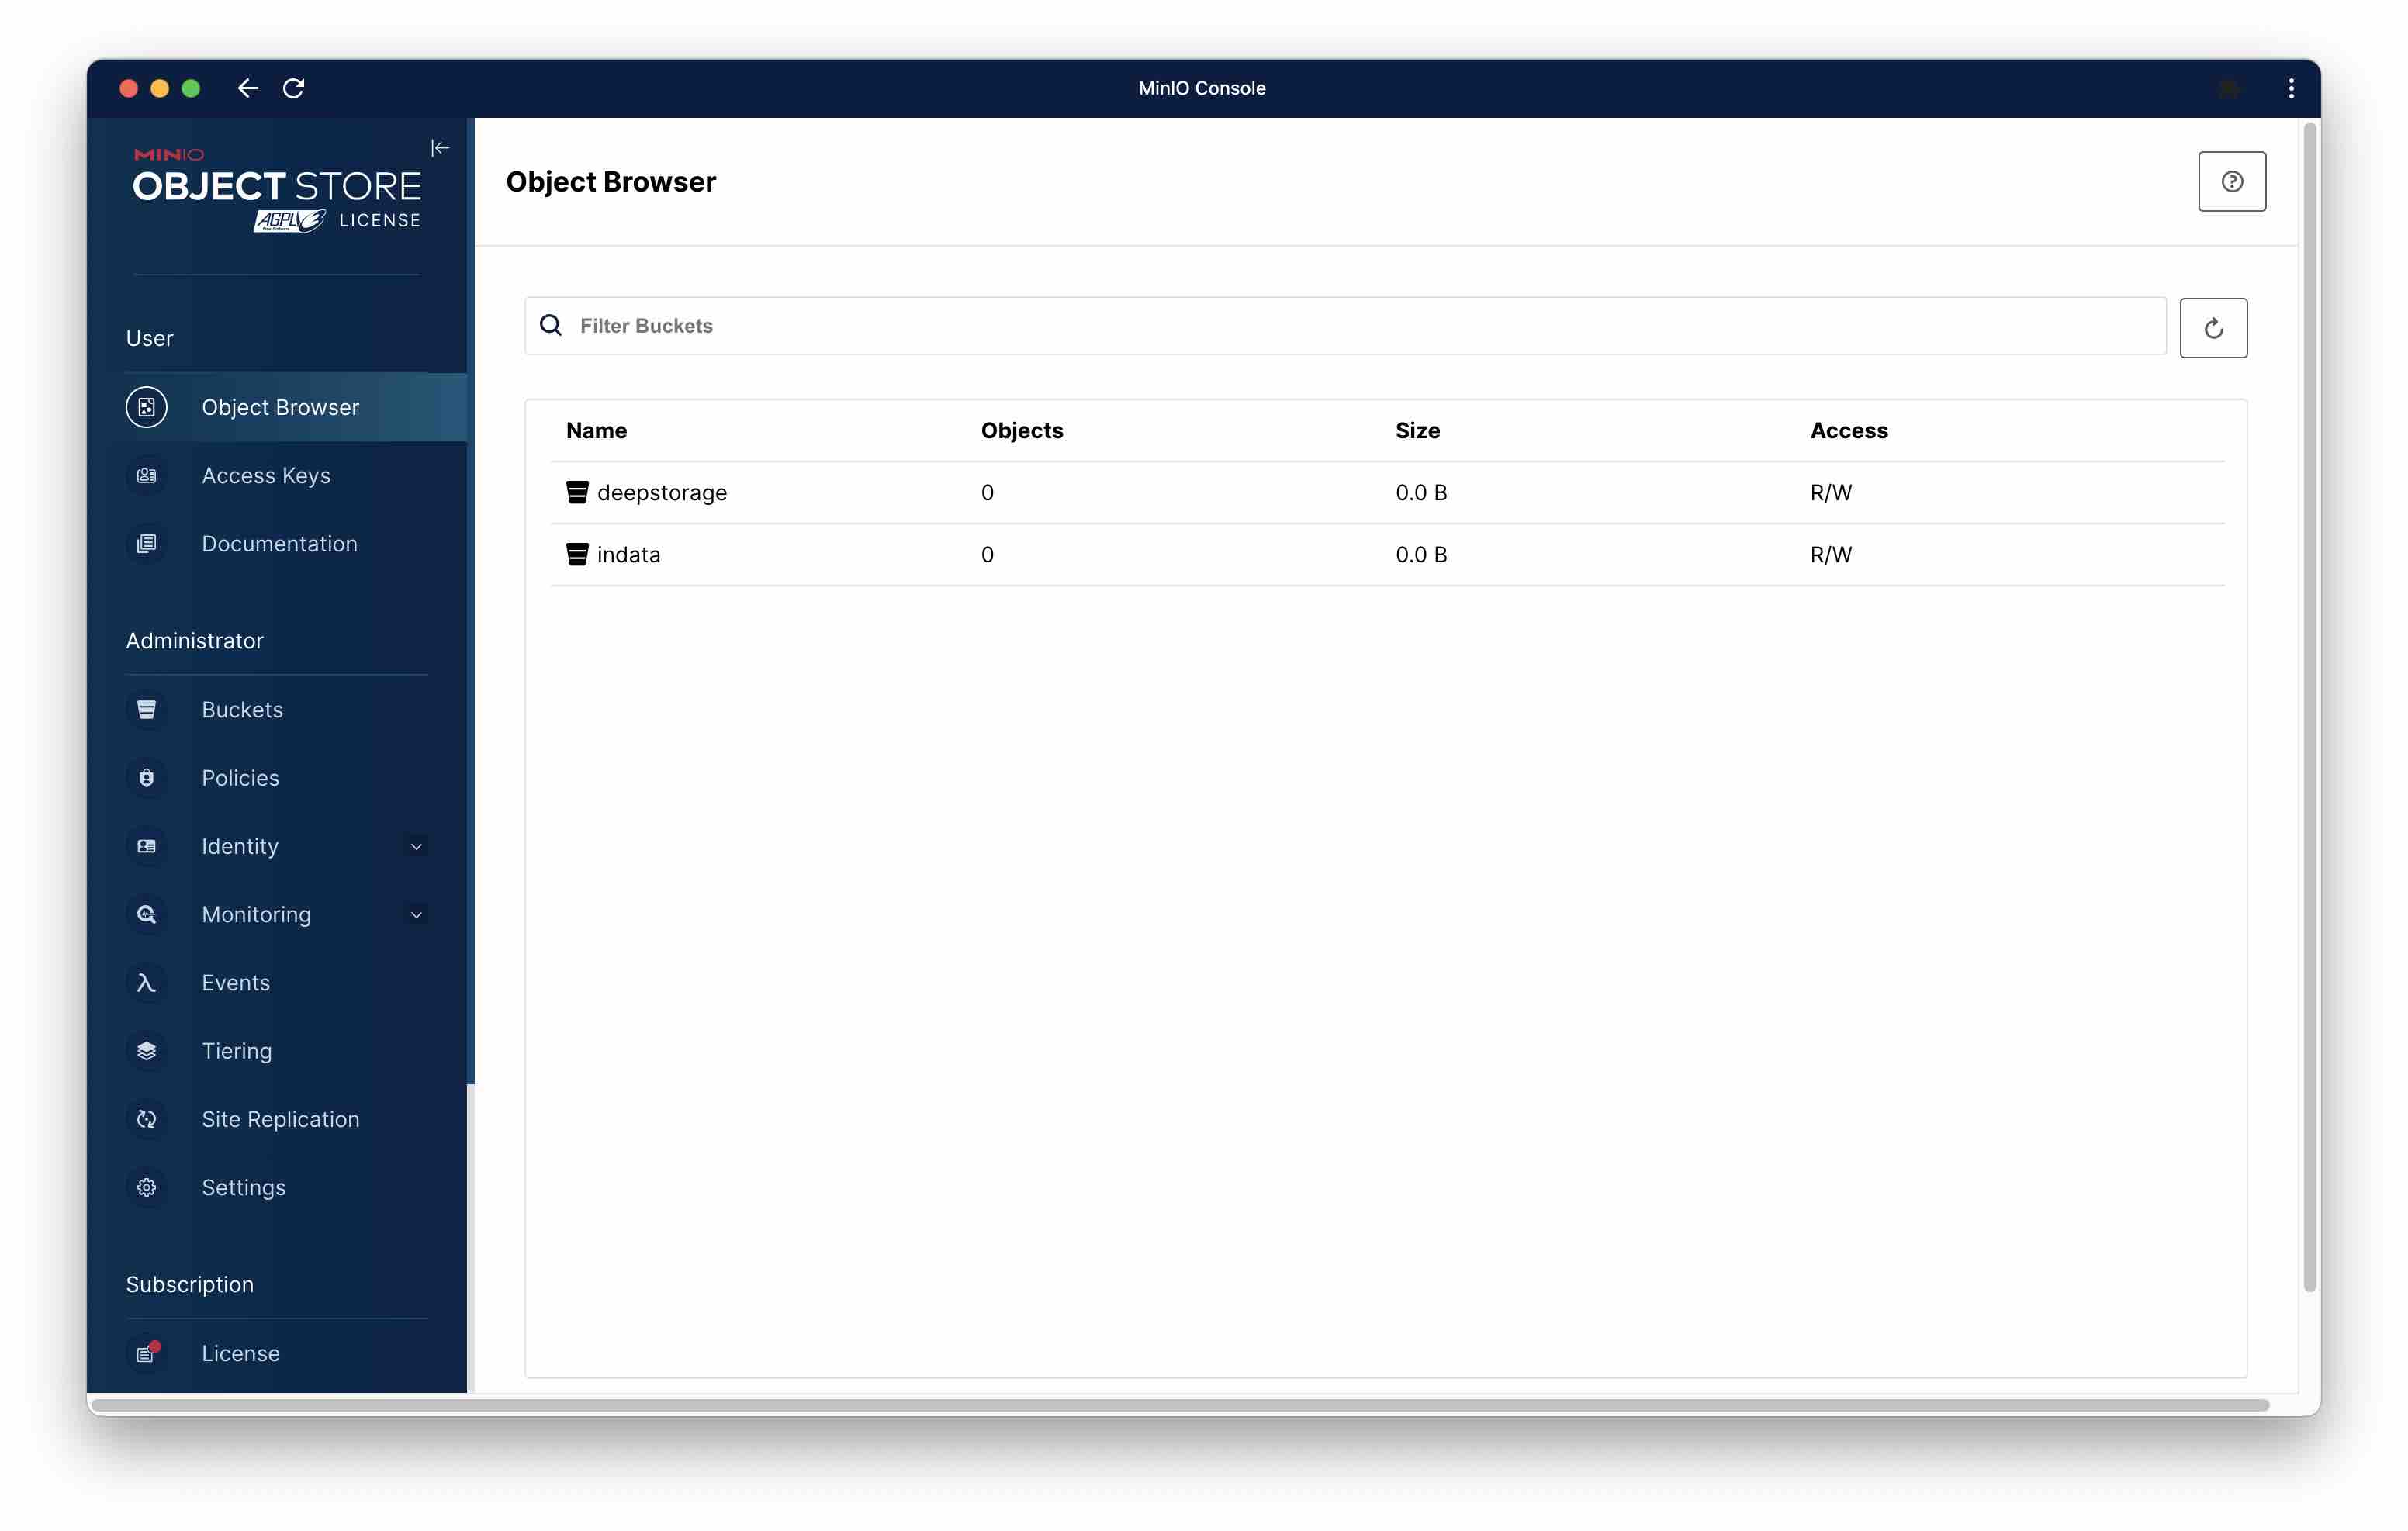 MinIO Console
MINIO
OBJECT STORE
AGPLv3 LICENSE
Free Software
User
Object Browser
Access Keys
Documentation
Administrator
Buckets
Policies
Identity
Monitoring
Events
Tiering
Site Replication
Settings
Subscription
License
Object Browser
Filter Buckets
Name Objects Size Access
deepstorage 0 0.0 B R/W
indata 0 0.0 B R/W